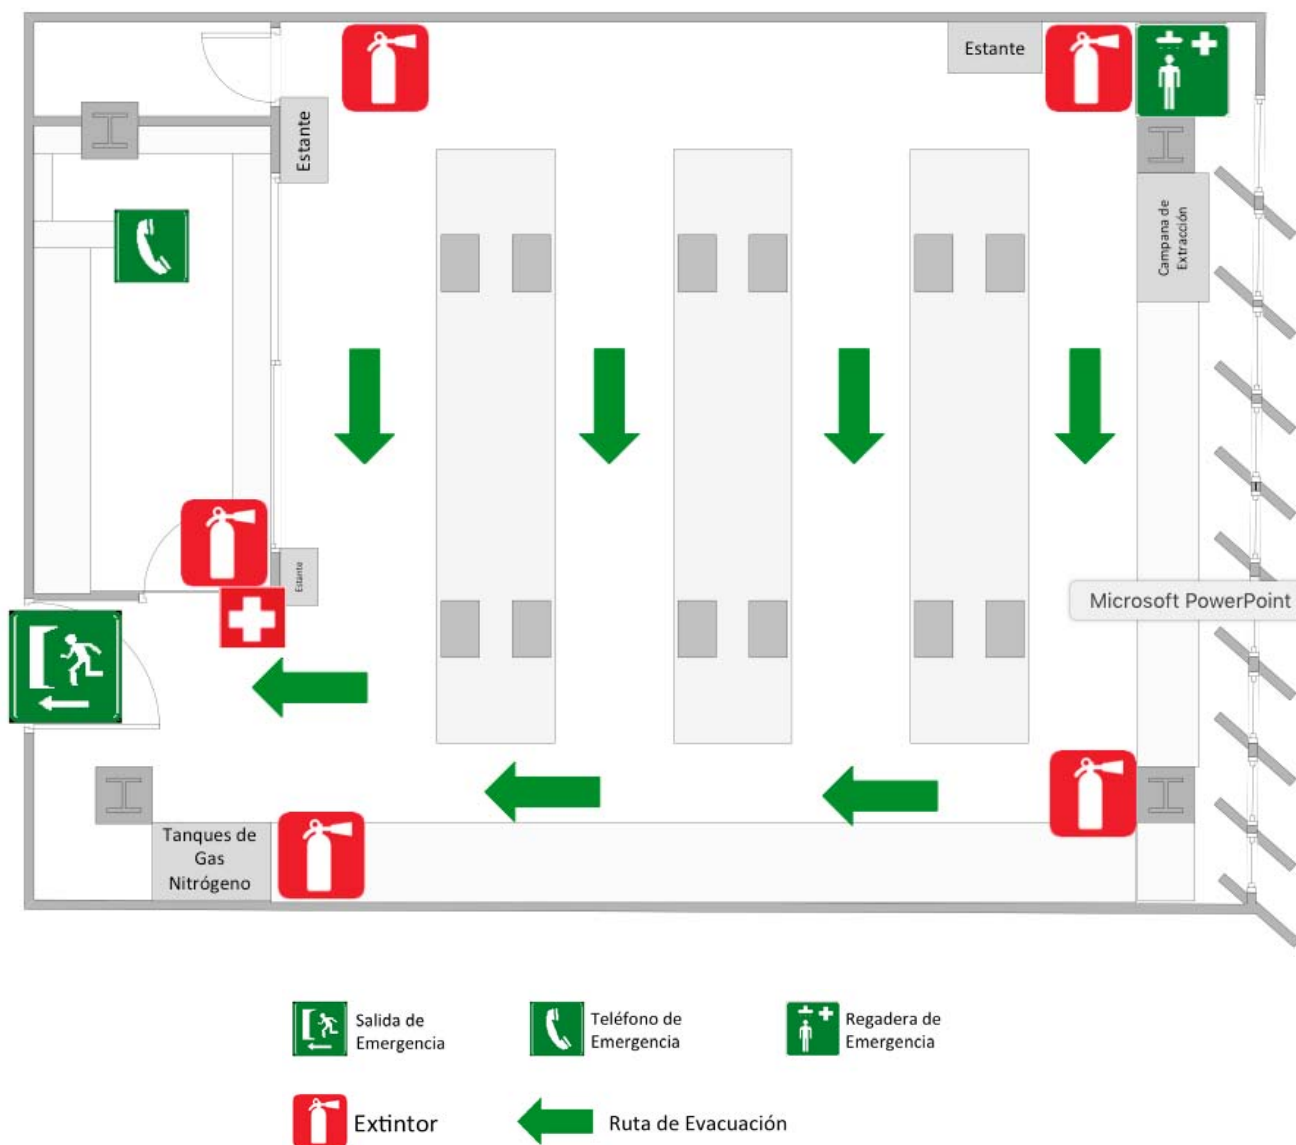 Estante
Estante
Campana de
Extracción
Estante
Microsoft PowerPoint
Tanques de
Gas
Nitrógeno
Salida de
Emergencia
Teléfono de
Emergencia
Regadera de
Emergencia
Extintor
Ruta de Evacuación